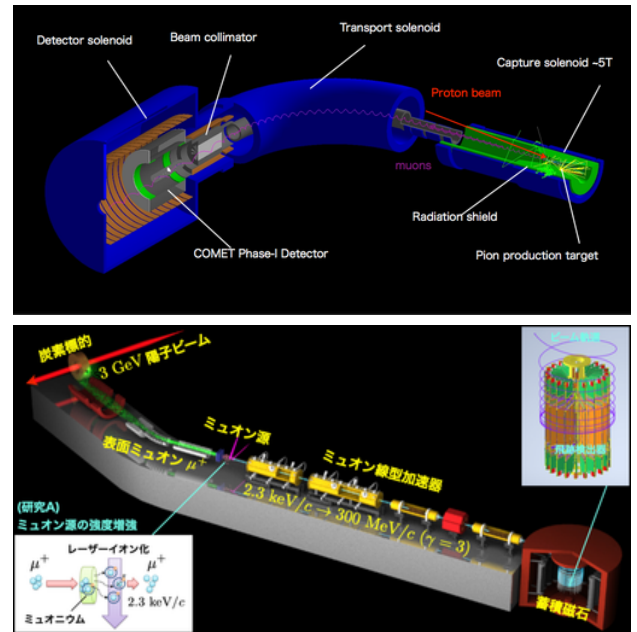 Transport solenoid
Detector solenoid
Beam collimator
Capture solenoid ~5T
Proton beam
muons
Radiation shield
COMET Phase-I Detector
Pion production target
炭素標的
3 GeV 陽子ビーム
ビーム軌道
ミュオン源
表面ミュオン μ+
ミュオン線型加速器
飛跡検出器
2.3 keV/c → 300 MeV/c (γ = 3)
(研究A)
ミュオン源の強度増強
レーザーイオン化
μ+
μ+
2.3 keV/c
ミュオニウム
蓄積磁石